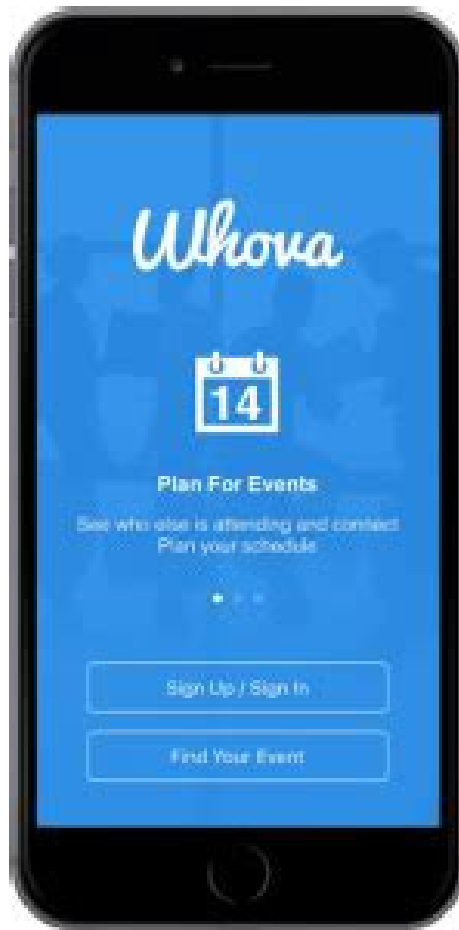 Whova
14
Plan For Events
See who else is attending and connect
Plan your schedule
Sign Up / Sign In
Find Your Event